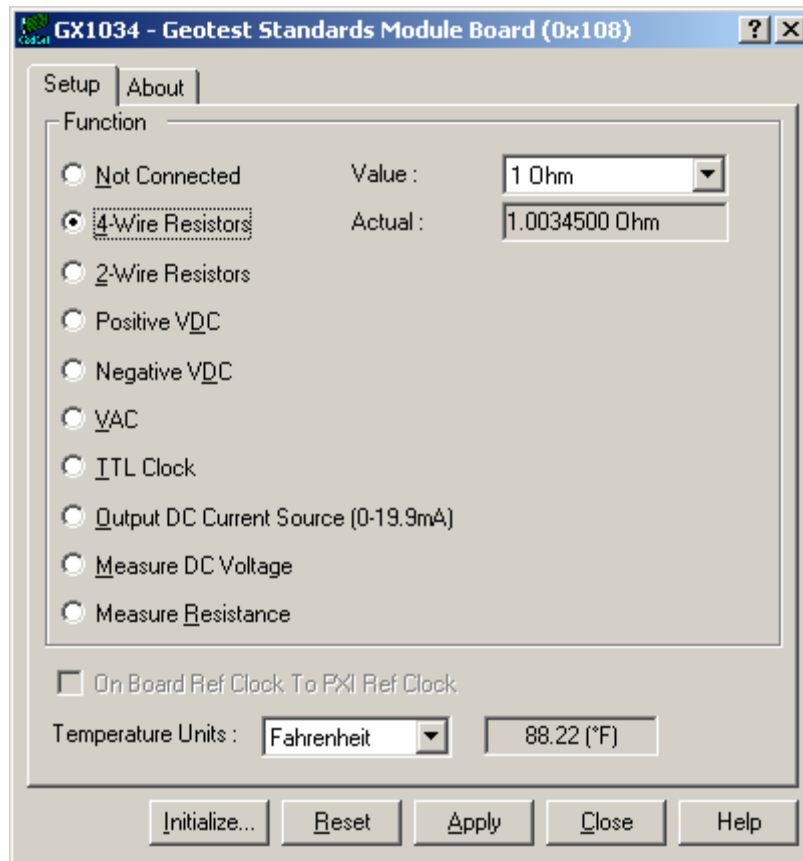 GX1034 - Geotest Standards Module Board (0x108)
Setup About
Function
Not Connected Value : 1 Ohm
4-Wire Resistors Actual : 1.0034500 Ohm
2-Wire Resistors
Positive VDC
Negative VDC
VAC
TTL Clock
Output DC Current Source (0-19.9mA)
Measure DC Voltage
Measure Resistance
On Board Ref Clock To PXI Ref Clock
Temperature Units : Fahrenheit 88.22 (°F)
Initialize... Reset Apply Close Help